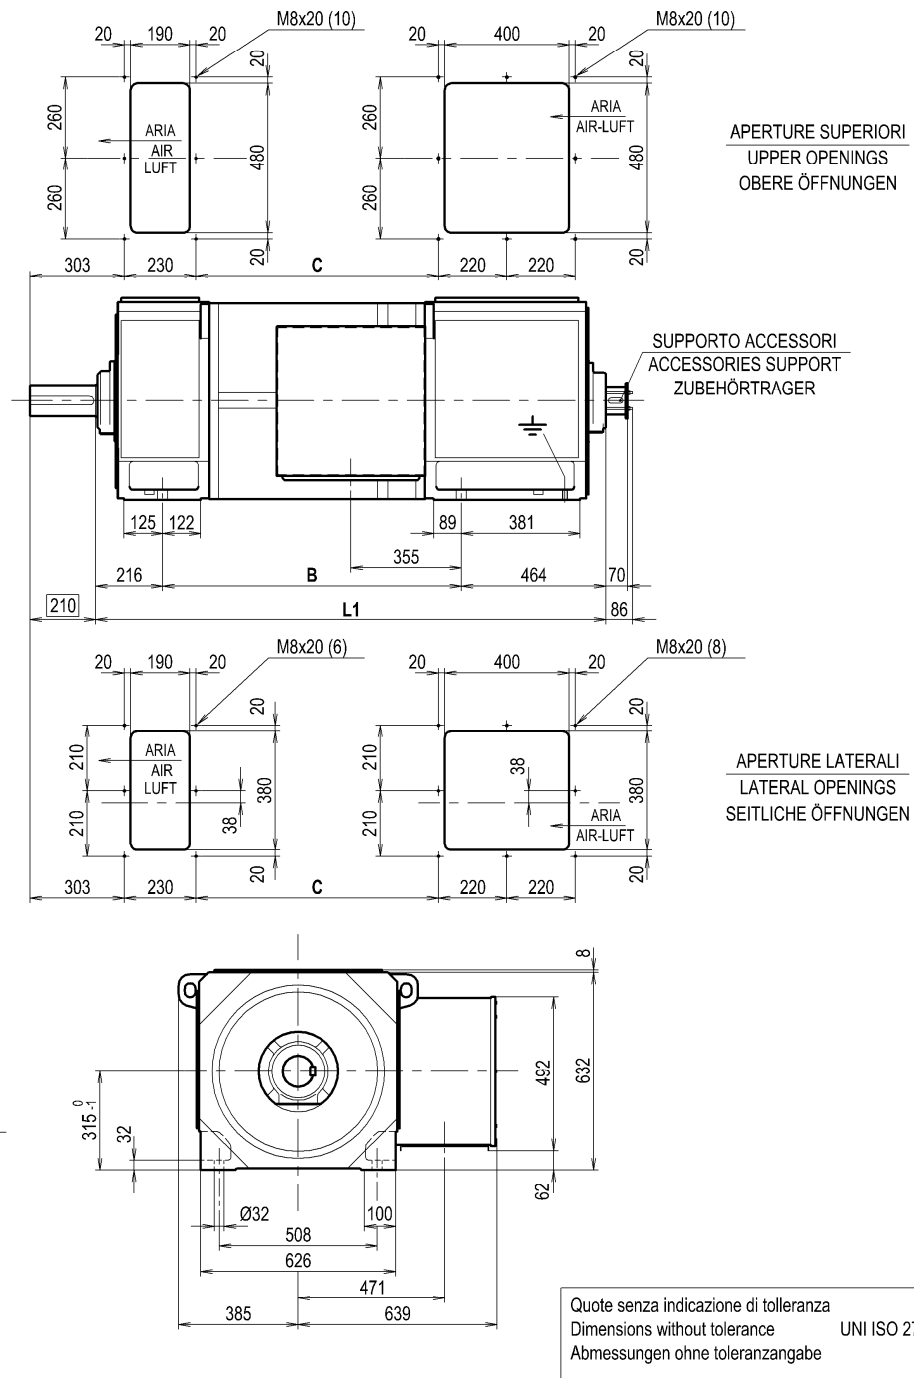 M8x20 (10)
M8x20 (10)
20 190 20
20 400 20
20
20
260
480
260
260
480
260
ARIA
AIR
LUFT
ARIA
AIR-LUFT
APERTURE SUPERIORI
UPPER OPENINGS
OBERE ÖFFNUNGEN
20
20
303 230 C 220 220
SUPPORTO ACCESSORI
ACCESSORIES SUPPORT
ZUBEHÖRTRAGER
125 122 89 381
355
216 B 464 70
210 L1 86
M8x20 (6)
M8x20 (8)
20 190 20
20 400 20
20
20
210
380
210
38
210
380
210
38
ARIA
AIR
LUFT
ARIA
AIR-LUFT
APERTURE LATERALI
LATERAL OPENINGS
SEITLICHE ÖFFNUNGEN
20
20
303 230 C 220 220
8
492
632
315 0 -1
32
62
Ø32 100
508
626
471
385 639
Quote senza indicazione di tolleranza
Dimensions without tolerance UNI ISO 27
Abmessungen ohne toleranzangabe